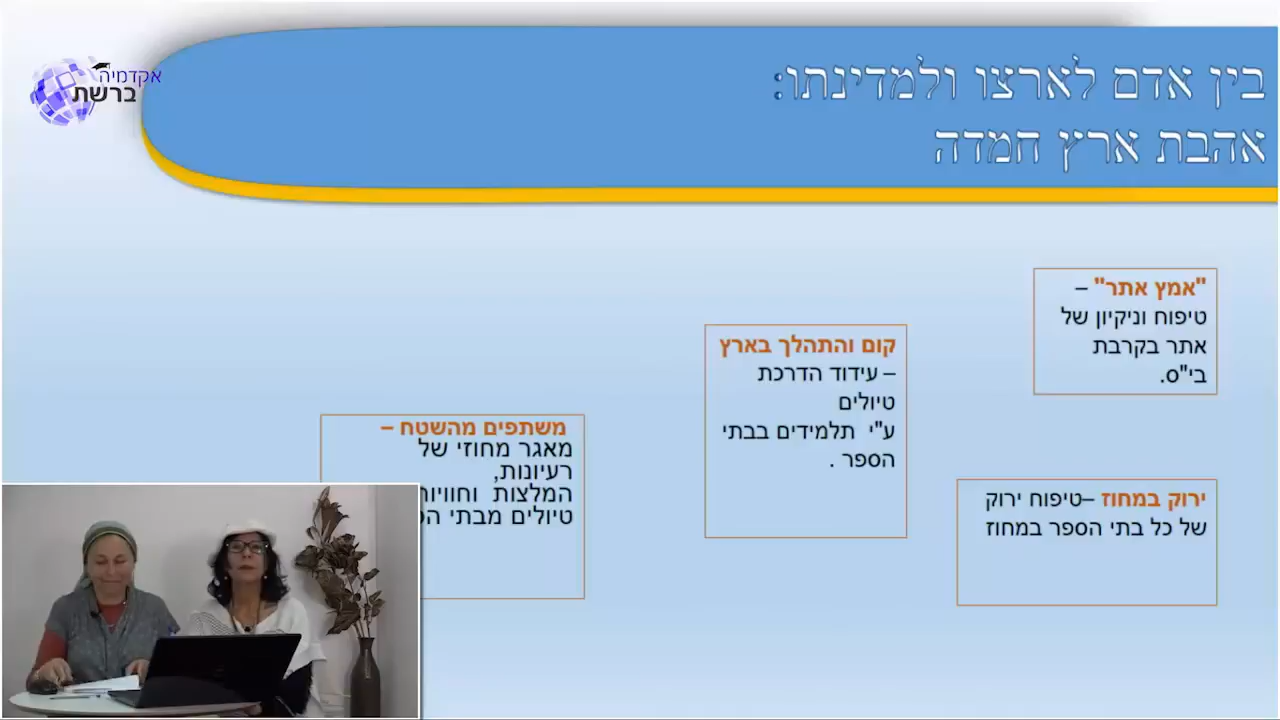 אקדמיה
ברשת
בין אדם לארצו ולמדינתו:
אהבת ארץ חמדה
"אמץ אתר" –
טיפוח וניקיון של
אתר בקרבת
בי"ס.
קום והתהלך בארץ
– עידוד הדרכת
טיולים
ע"י תלמידים בבתי
הספר .
משתפים מהשטח –
מאגר מחוזי של
רעיונות,
המלצות
טיולים מבתי
ירוק במחוז –טיפוח ירוק
של כל בתי הספר במחוז